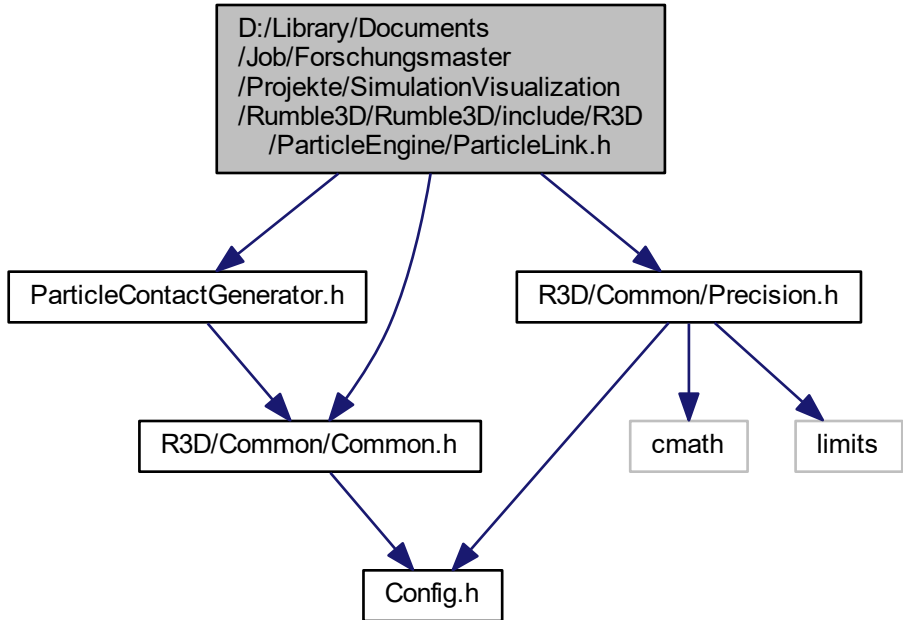 D:/Library/Documents
/Job/Forschungsmaster
/Projekte/SimulationVisualization
/Rumble3D/Rumble3D/include/R3D
/ParticleEngine/ParticleLink.h
ParticleContactGenerator.h
R3D/Common/Precision.h
R3D/Common/Common.h
cmath
limits
Config.h